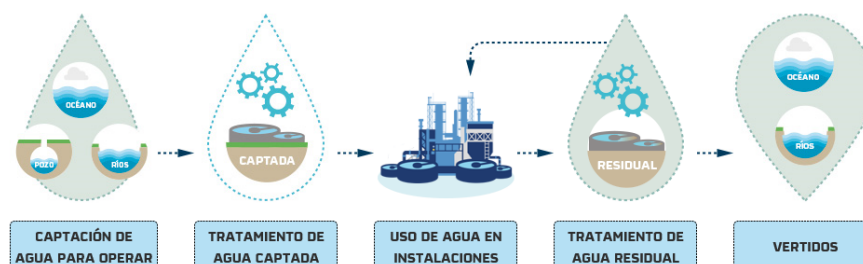 OCÉANO
POZO
RÍOS
CAPTADA
RESIDUAL
OCÉANO
RÍOS
CAPTACIÓN DE
AGUA PARA OPERAR
TRATAMIENTO DE
AGUA CAPTADA
USO DE AGUA EN
INSTALACIONES
TRATAMIENTO DE
AGUA RESIDUAL
VERTIDOS